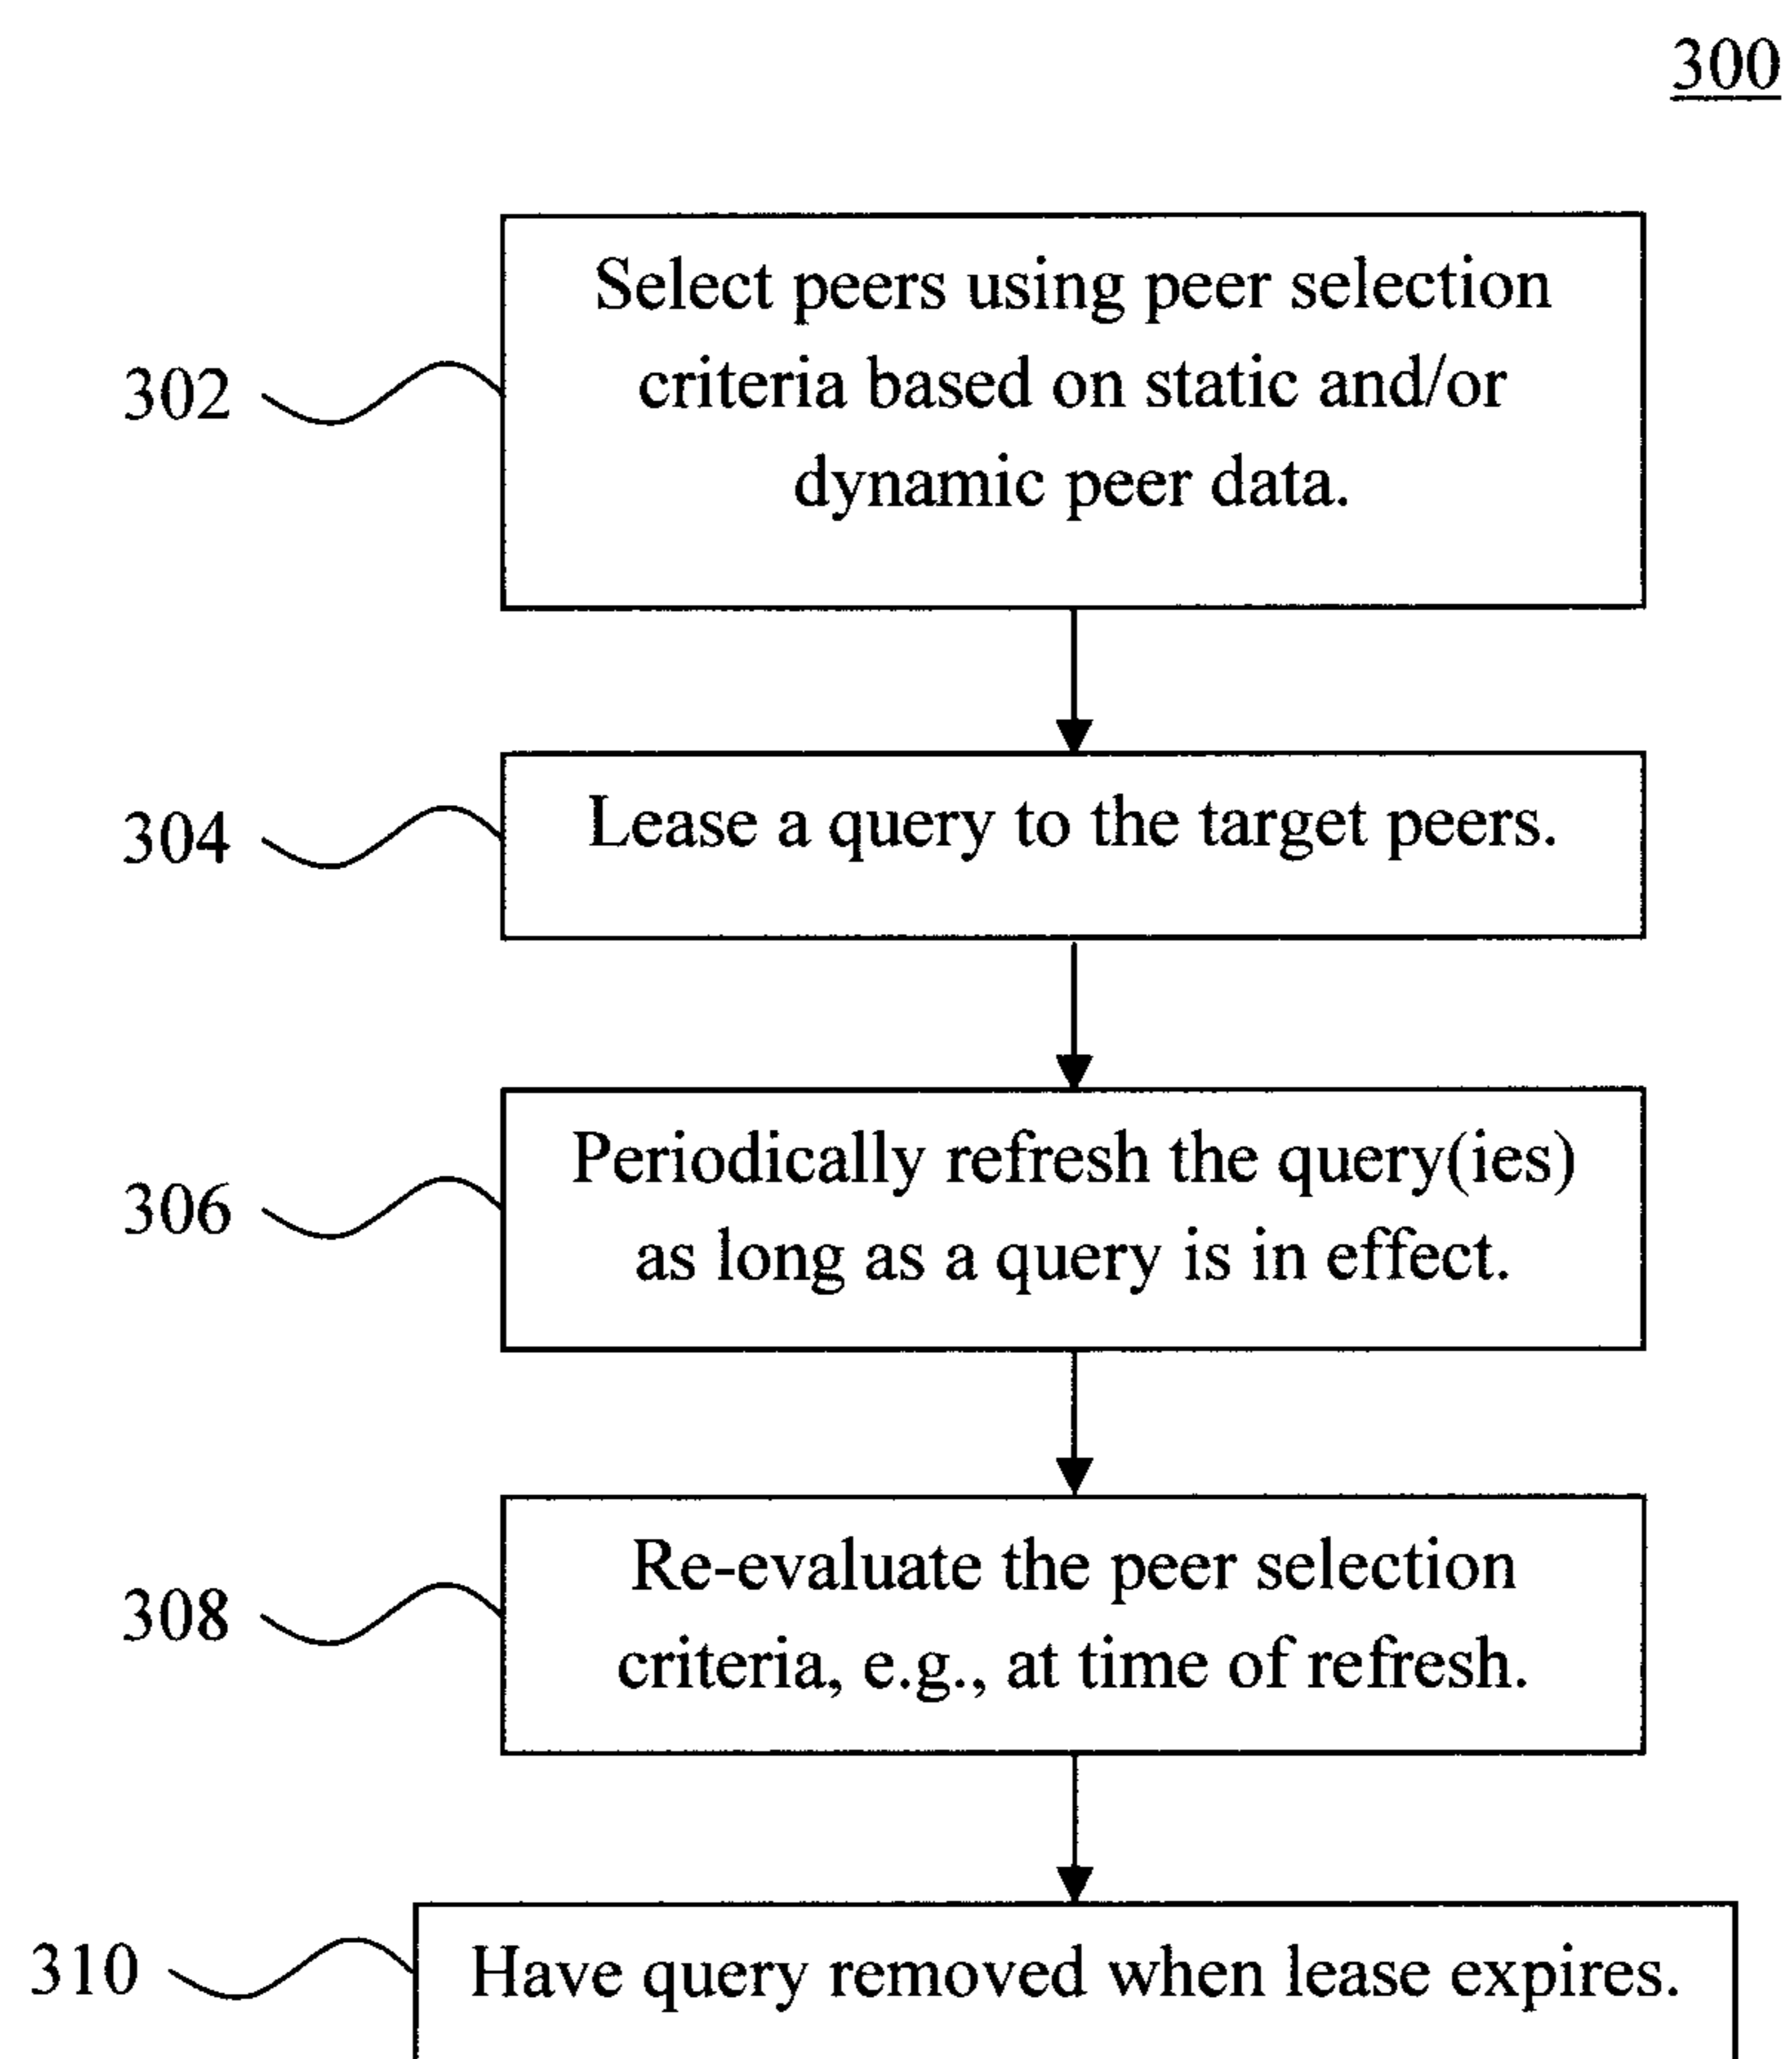 300
Select peers using peer selection
criteria based on static and/or
dynamic peer data.
302
Lease a query to the target peers.
304
Periodically refresh the query(ies)
as long as a query is in effect.
306
Re-evaluate the peer selection
criteria, e.g., at time of refresh.
308
Have query removed when lease expires.
310